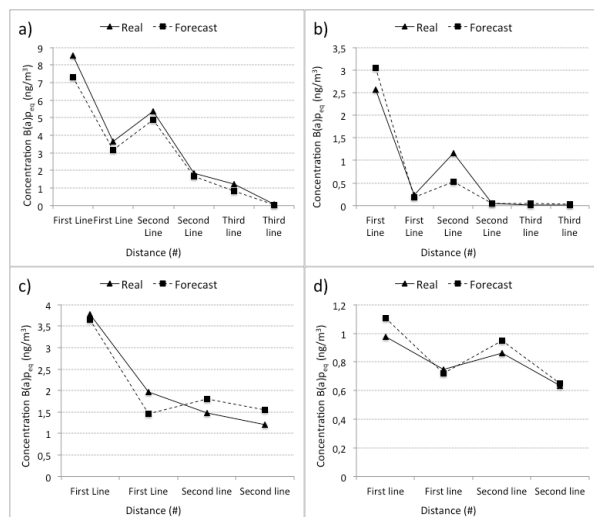 a)
Real Forecast
Concentration B(a)peq (ng/m³)
9
8
7
6
5
4
3
2
1
0
First Line First Line Second Line Second Line Third line Third line
Distance (#)
b)
Real Forecast
Concentration B(a)peq (ng/m³)
3,5
3
2,5
2
1,5
1
0,5
0
First Line First Line Second Line Second Line Third line Third line
Distance (#)
c)
Real Forecast
Concentration B(a)peq (ng/m³)
4
3,5
3
2,5
2
1,5
1
0,5
0
First Line First Line Second line Second line
Distance (#)
d)
Real Forecast
Concentration B(a)peq (ng/m³)
1,2
1
0,8
0,6
0,4
0,2
0
First line First line Second line Second line
Distance (#)